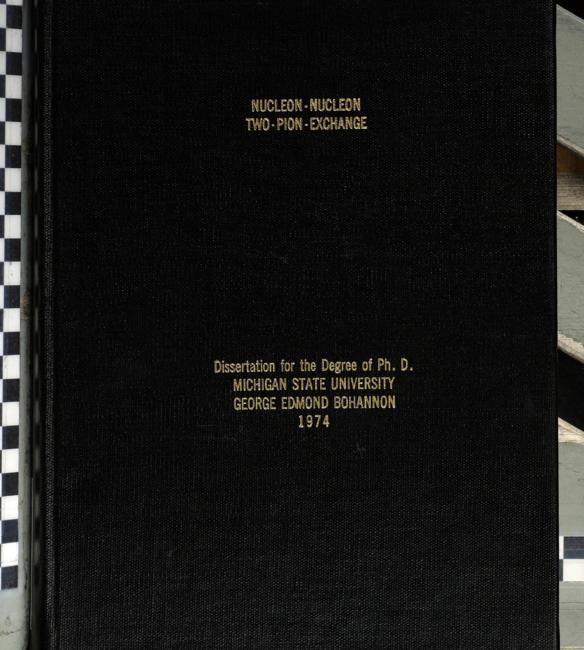 NUCLEON-NUCLEON
TWO-PION-EXCHANGE
Dissertation for the Degree of Ph. D.
MICHIGAN STATE UNIVERSITY
GEORGE EDMOND BOHANNON
1974